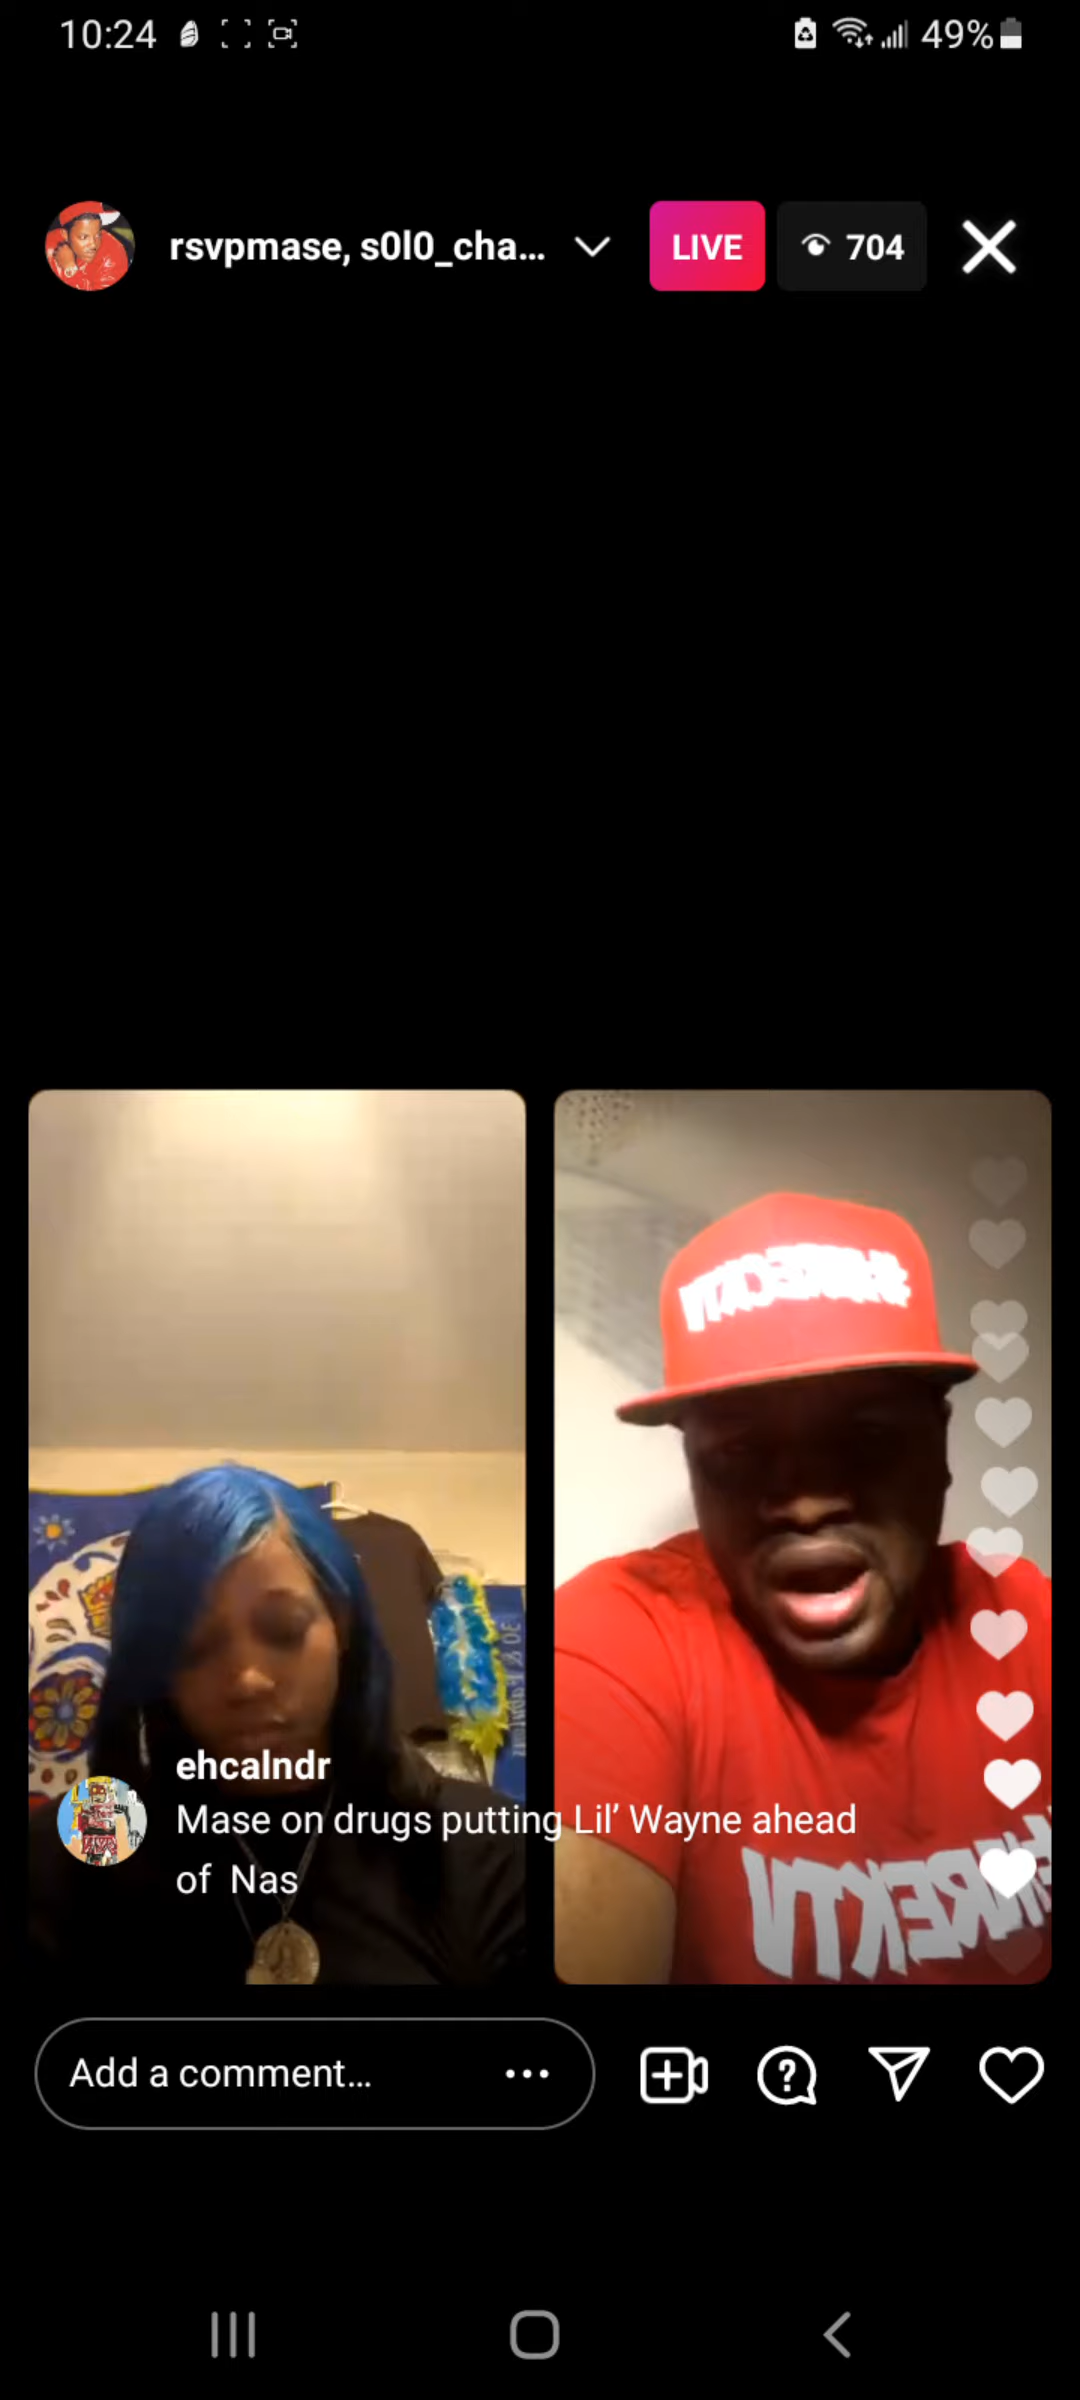 10:24
49%
rsvpmase, s0l0_cha...
LIVE
704
ehcalndr
Mase on drugs putting Lil’ Wayne ahead
of Nas
Add a comment...